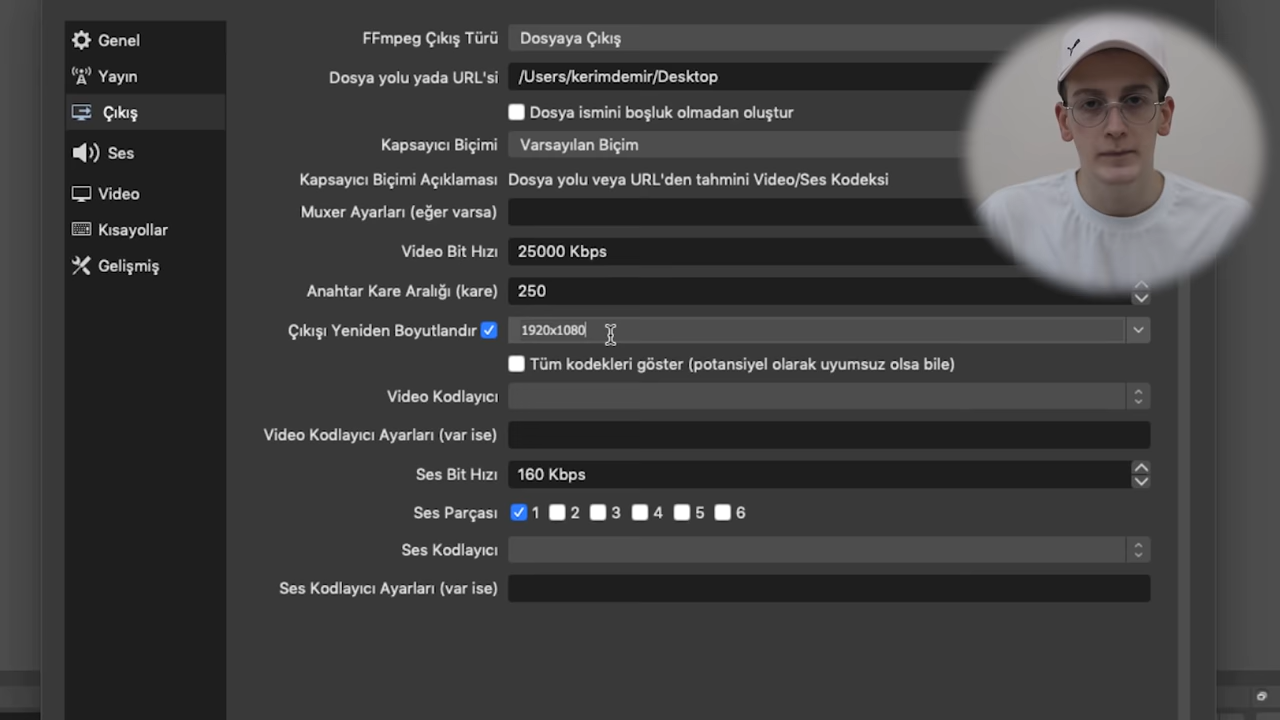 Genel
Yayın
Çıkış
Ses
Video
Kısayollar
Gelişmiş
FFmpeg Çıkış Türü Dosyaya Çıkış
Dosya yolu yada URL'si /Users/kerimdemir/Desktop
Dosya ismini boşluk olmadan oluştur
Kapsayıcı Biçimi Varsayılan Biçim
Kapsayıcı Biçimi Açıklaması Dosya yolu veya URL'den tahmini Video/Ses Kodeksi
Muxer Ayarları (eğer varsa)
Video Bit Hızı 25000 Kbps
Anahtar Kare Aralığı (kare) 250
Çıkışı Yeniden Boyutlandır 1920x1080
Tüm kodekleri göster (potansiyel olarak uyumsuz olsa bile)
Video Kodlayıcı
Video Kodlayıcı Ayarları (var ise)
Ses Bit Hızı 160 Kbps
Ses Parçası 1 2 3 4 5 6
Ses Kodlayıcı
Ses Kodlayıcı Ayarları (var ise)